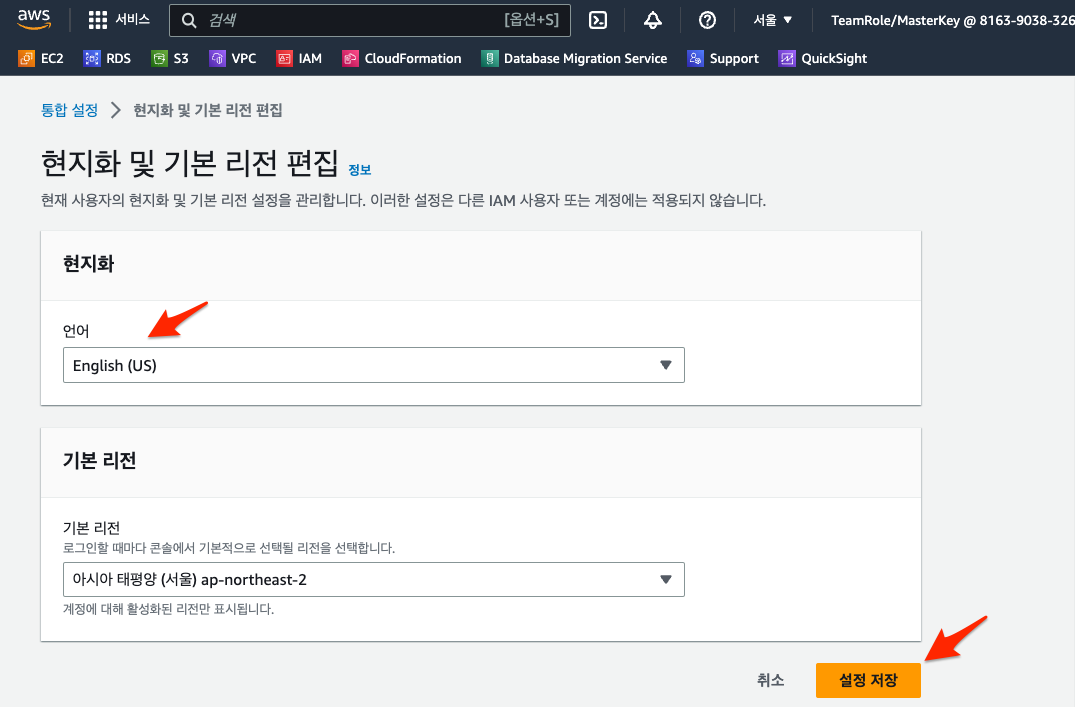 aws 서비스 검색 [옵션+S] 서울 ▼ TeamRole/MasterKey @ 8163-9038-326
EC2 RDS S3 VPC IAM CloudFormation Database Migration Service Support QuickSight
통합 설정 > 현지화 및 기본 리전 편집
현지화 및 기본 리전 편집 정보
현재 사용자의 현지화 및 기본 리전 설정을 관리합니다. 이러한 설정은 다른 IAM 사용자 또는 계정에는 적용되지 않습니다.
현지화
언어
English (US)
기본 리전
기본 리전
로그인할 때마다 콘솔에서 기본적으로 선택될 리전을 선택합니다.
아시아 태평양 (서울) ap-northeast-2
계정에 대해 활성화된 리전만 표시됩니다.
취소 설정 저장